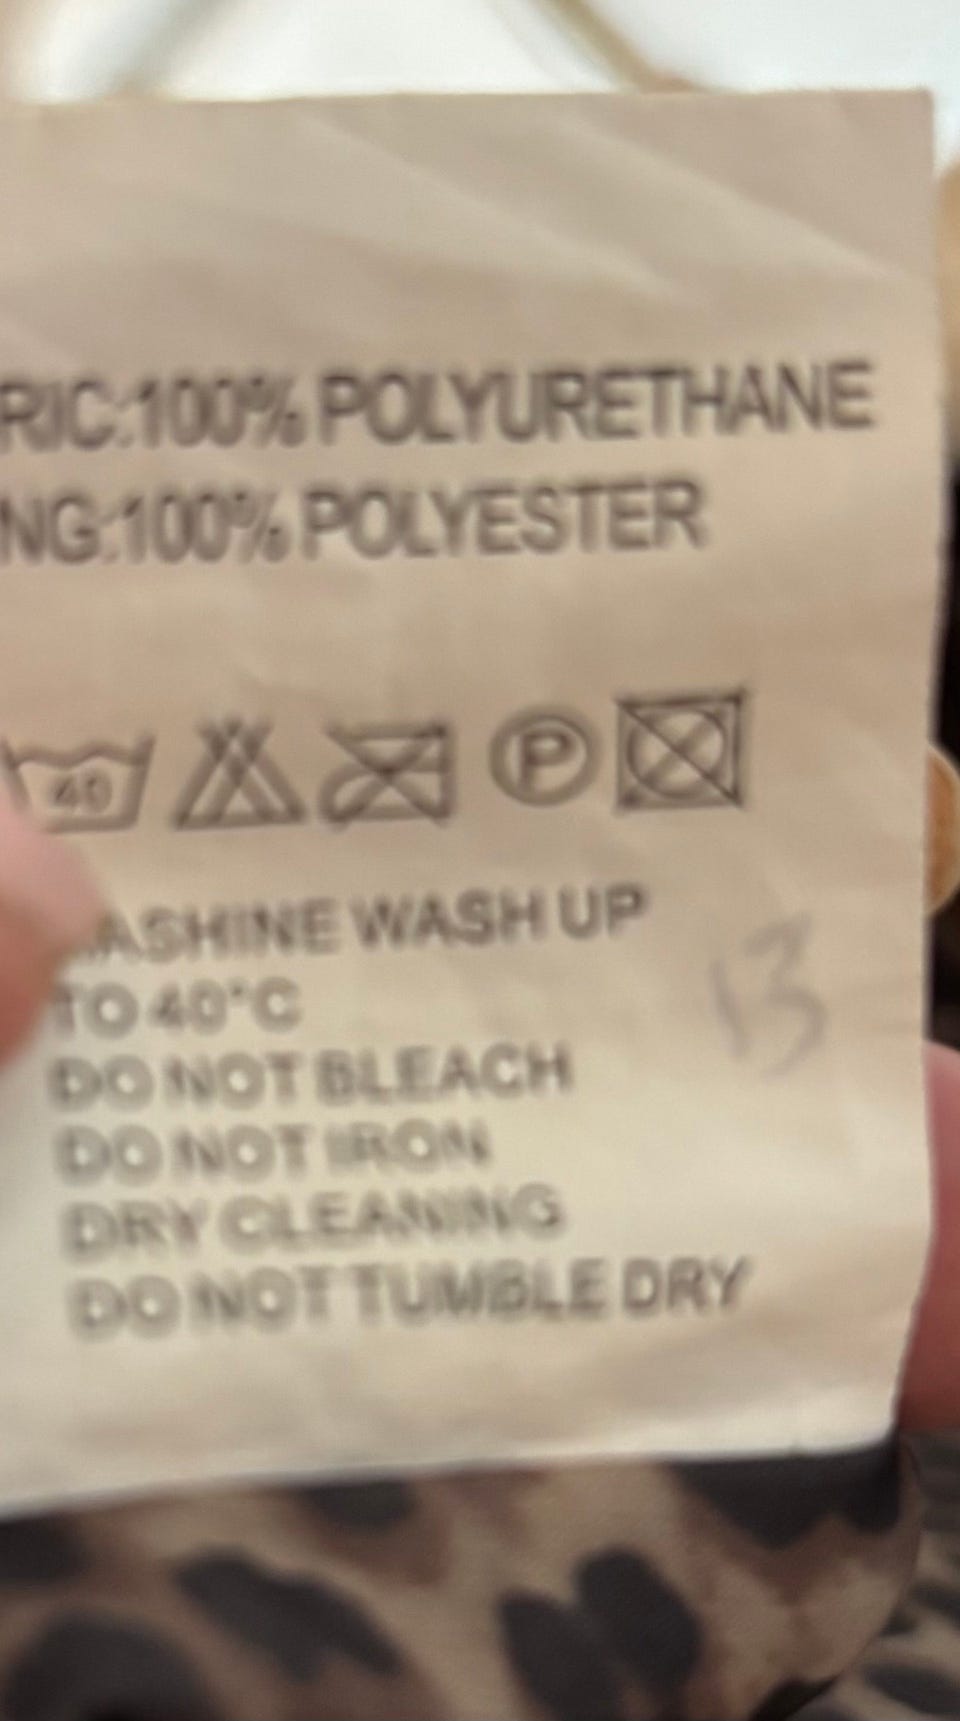 RIC:100% POLYURETHANE
NG:100% POLYESTER
40 P
ASHINE WASH UP
TO 40°C
13
DO NOT BLEACH
DO NOT IRON
DRY CLEANING
DO NOT TUMBLE DRY